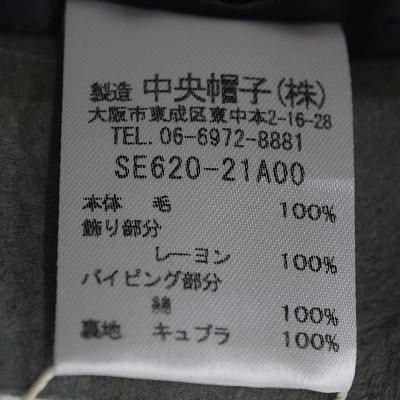 製造 中央帽子(株)
大阪市東成区東中本2-16-28
TEL. 06-6972-8881
SE620-21A00
本体 毛 100%
飾り部分
レーヨン 100%
パイピング部分
綿 100%
裏地 キュプラ 100%